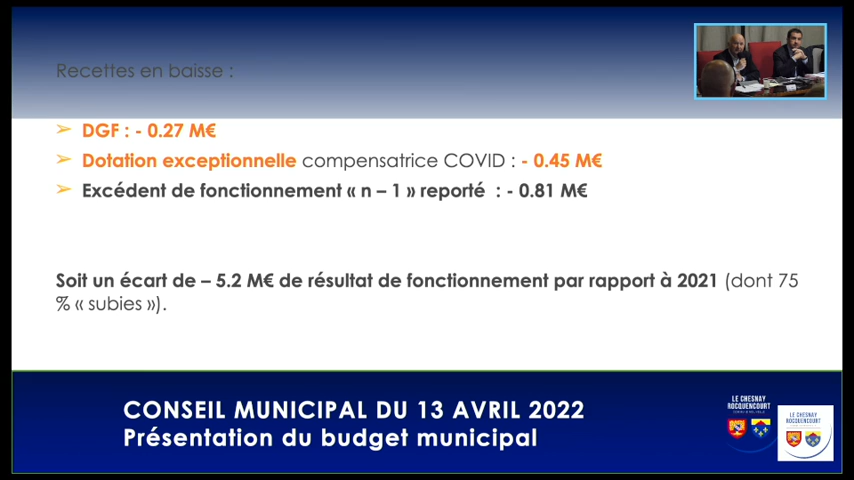 Recettes en baisse :
➢ DGF : - 0.27 M€
➢ Dotation exceptionnelle compensatrice COVID : - 0.45 M€
➢ Excédent de fonctionnement « n – 1 » reporté : - 0.81 M€
Soit un écart de – 5.2 M€ de résultat de fonctionnement par rapport à 2021 (dont 75
% « subies »).
CONSEIL MUNICIPAL DU 13 AVRIL 2022
Présentation du budget municipal
LE CHESNAY
ROCQUENCOURT
LE CHESNAY
ROCQUENCOURT